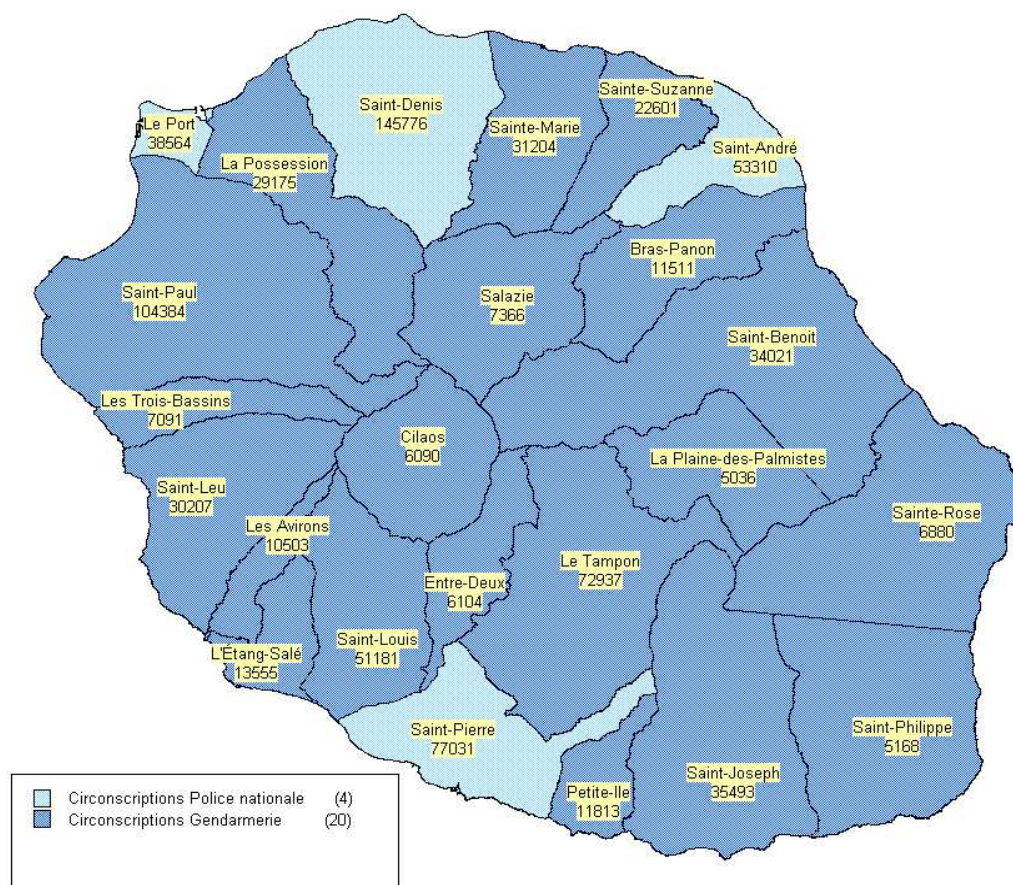 Saint-Denis
145776
Sainte-Suzanne
22601
Le Port
38564
Sainte-Marie
31204
Saint-André
53310
La Possession
29175
Bras-Panon
11511
Saint-Paul
104384
Salazie
7366
Saint-Benoit
34021
Les Trois-Bassins
7091
Cilaos
6090
La Plaine-des-Palmistes
5036
Saint-Leu
30207
Sainte-Rose
6880
Les Avirons
10503
Le Tampon
72937
Entre-Deux
6104
Saint-Louis
51181
L'Étang-Salé
13555
Saint-Pierre
77031
Saint-Philippe
5168
Saint-Joseph
35493
Petite-Ile
11813
Circonscriptions Police nationale (4)
Circonscriptions Gendarmerie (20)